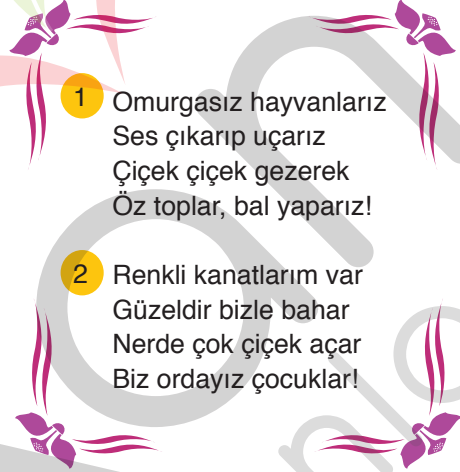 1 Omurgasız hayvanlarız
Ses çıkarıp uçarız
Çiçek çiçek gezerek
Öz toplar, bal yaparız!
2 Renkli kanatlarım var
Güzeldir bizle bahar
Nerde çok çiçek açar
Biz ordayız çocuklar!